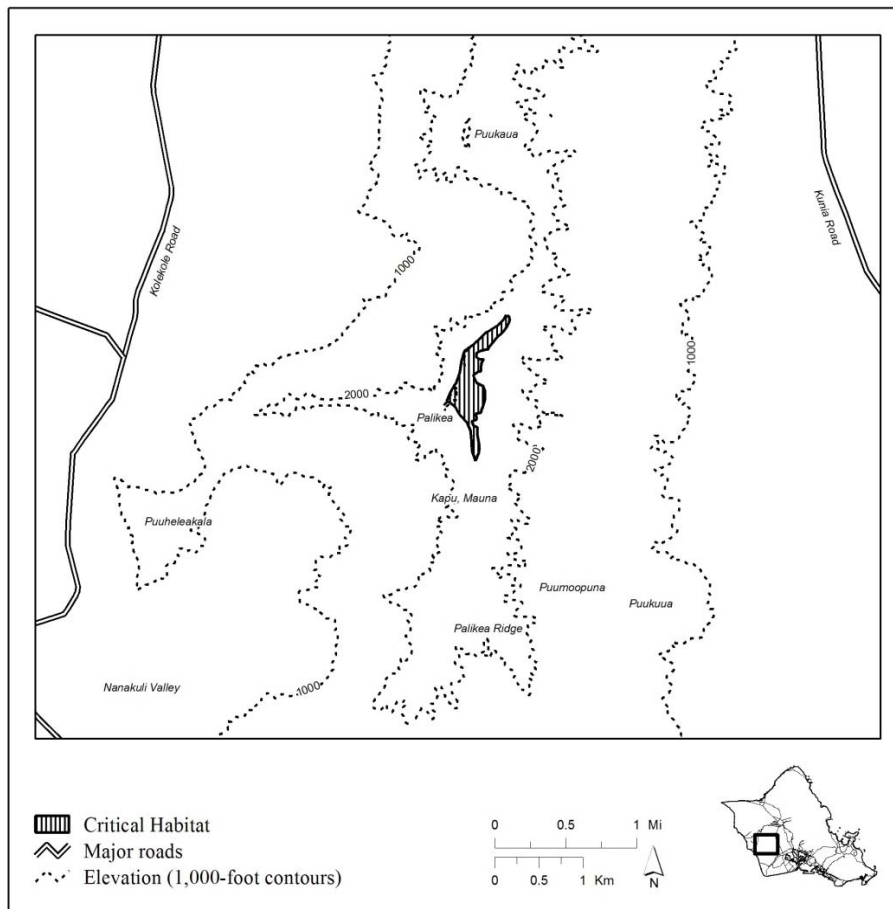 Puukaua
Kolekole Road
Kunia Road
1000
1000
2000
Palikea
2000
Kapu, Mauna
Puuheleakala
Puumoopuna
Puukuua
Palikea Ridge
Nanakuli Valley
1000
Critical Habitat
Major roads
Elevation (1,000-foot contours)
0 0.5 1 Mi
0 0.5 1 Km
N